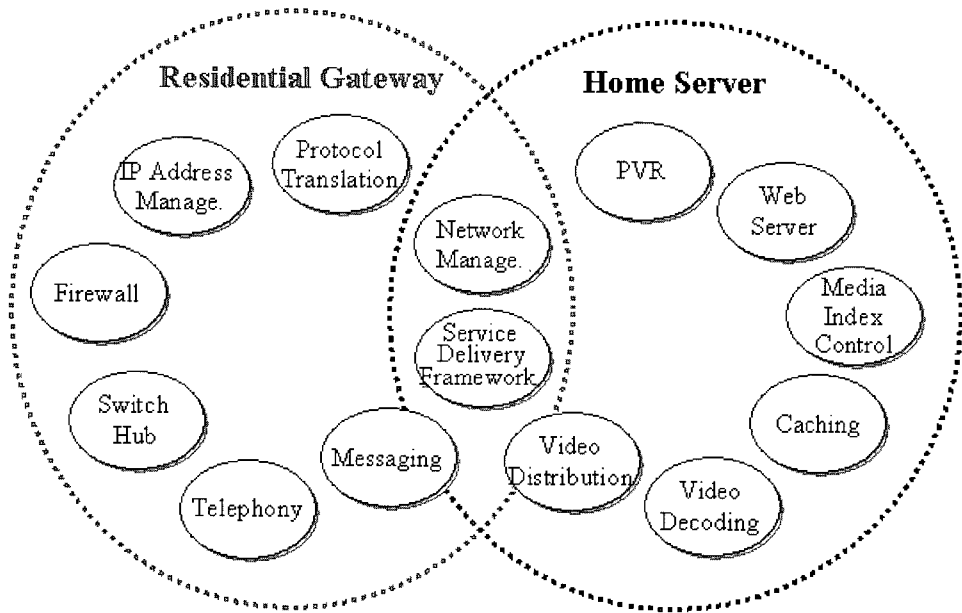 Residential Gateway
Home Server
Protocol
Translation
IP Address
Manage.
PVR
Web
Server
Network
Manage.
Firewall
Media
Index
Control
Service
Delivery
Framework
Switch
Hub
Caching
Messaging
Video
Distribution
Telephony
Video
Decoding